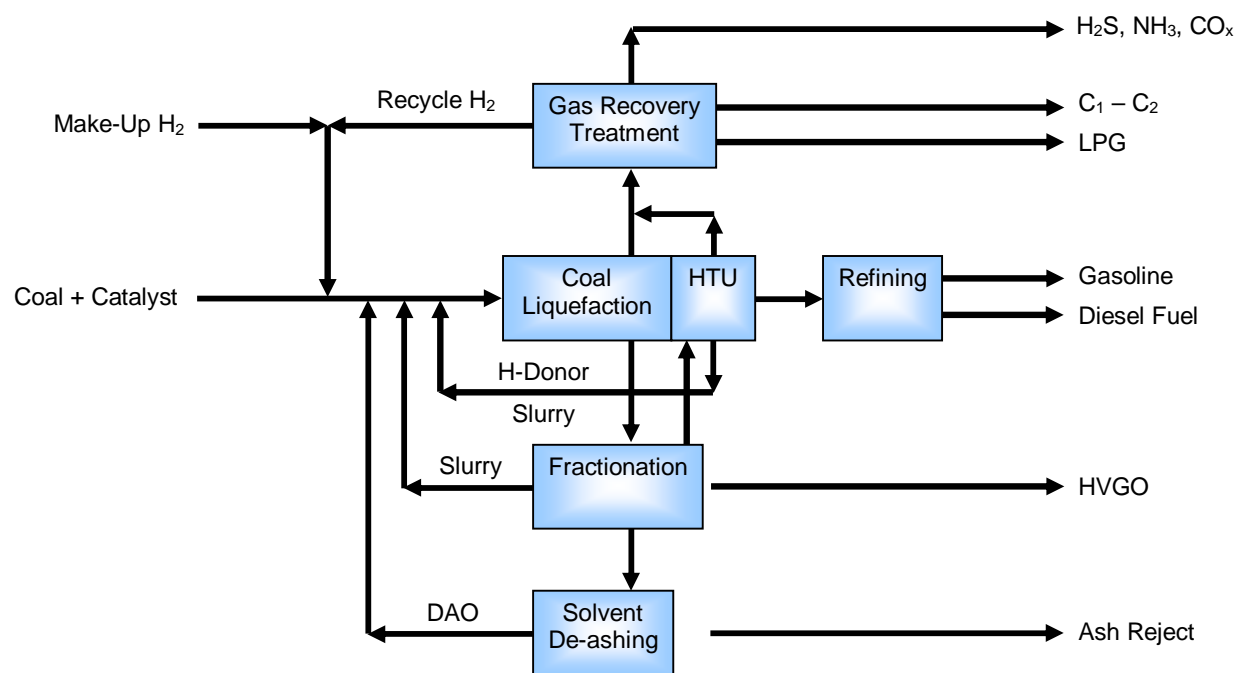 H₂S, NH₃, COₓ
Recycle H₂
Gas Recovery
Treatment
C₁ – C₂
Make-Up H₂
LPG
Coal + Catalyst
Coal
Liquefaction
HTU
Refining
Gasoline
Diesel Fuel
H-Donor
Slurry
Slurry
Fractionation
HVGO
DAO
Solvent
De-ashing
Ash Reject